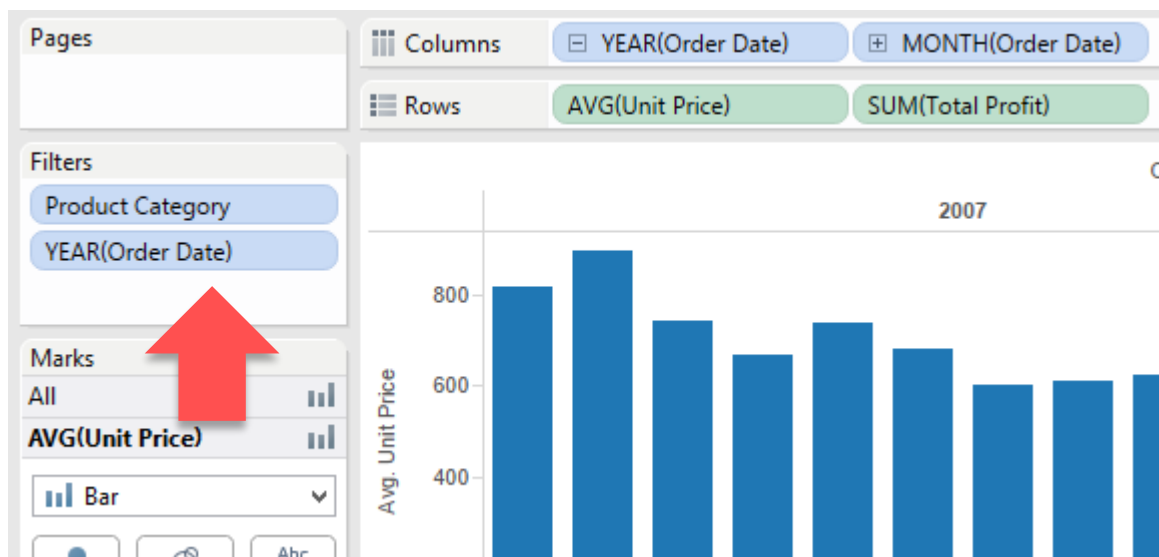 Pages
Columns YEAR(Order Date) MONTH(Order Date)
Rows AVG(Unit Price) SUM(Total Profit)
Filters
Product Category
YEAR(Order Date)
Marks
All
AVG(Unit Price)
Bar
Abc
2007
800
600
400
Avg. Unit Price